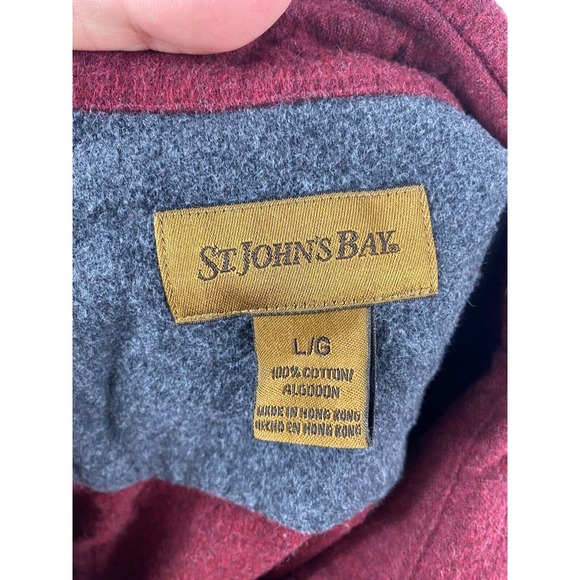 ST. JOHN'S BAY®
L/G
100% COTTON/
ALGODON
MADE IN HONG KONG
HECHO EN HONG KONG